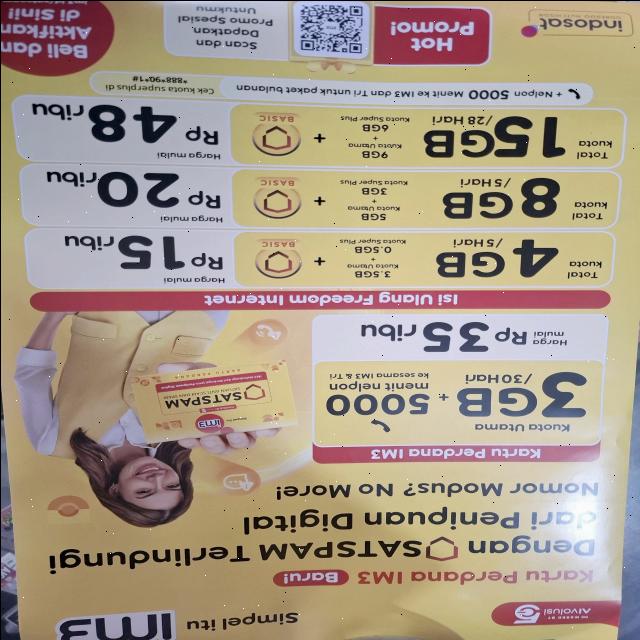 Simpel itu IM3
Kartu Perdana IM3 Baru!
Dengan SATSPAM Terlindungi
dari Penipuan Digital
Nomor Modus? No More!
Kartu Perdana IM3
Kuota Utama
3GB /30 Hari + 5000 menit nelpon
ke sesama IM3 & Tri
Harga mulai Rp 35 ribu
IM3
SATSPAM
KARTU PERDANA
Isi Ulang Freedom Internet
Total kuota 4GB /5 Hari
3.5GB Kuota Utama + 0.5GB Kuota Super Plus + BASIC
Harga mulai Rp 15 ribu
Total kuota 8GB /5 Hari
5GB Kuota Utama + 3GB Kuota Super Plus + BASIC
Harga mulai Rp 20 ribu
Total kuota 15GB /28 Hari
9GB Kuota Utama + 6GB Kuota Super Plus + BASIC
Harga mulai Rp 48 ribu
+ Nelpon 5000 Menit ke IM3 dan Tri untuk paket bulanan
Cek kuota superplus di
*888*90*1#
indosat
Hot Promo!
Scan dan
Dapatkan
Promo Spesial
Untukmu
Beli dan
Aktifkan
di Sini!